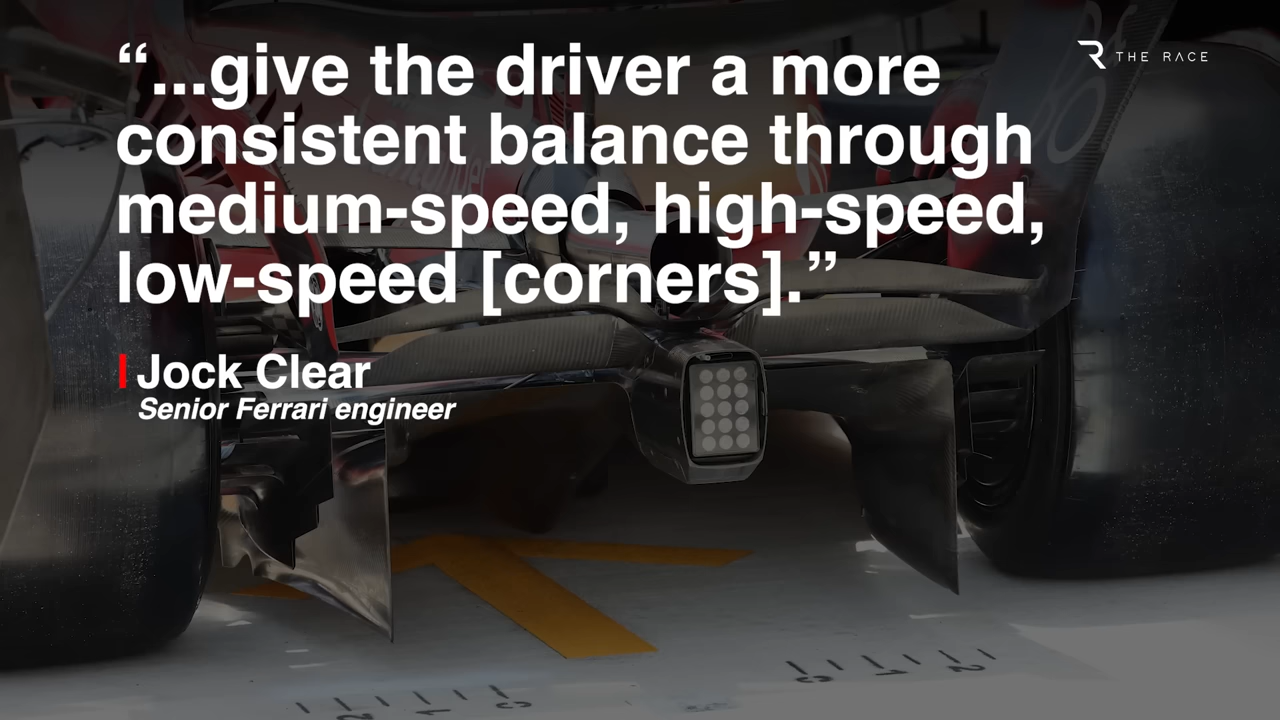 “...give the driver a more
consistent balance through
medium-speed, high-speed,
low-speed [corners].”
THE RACE
Jock Clear
Senior Ferrari engineer